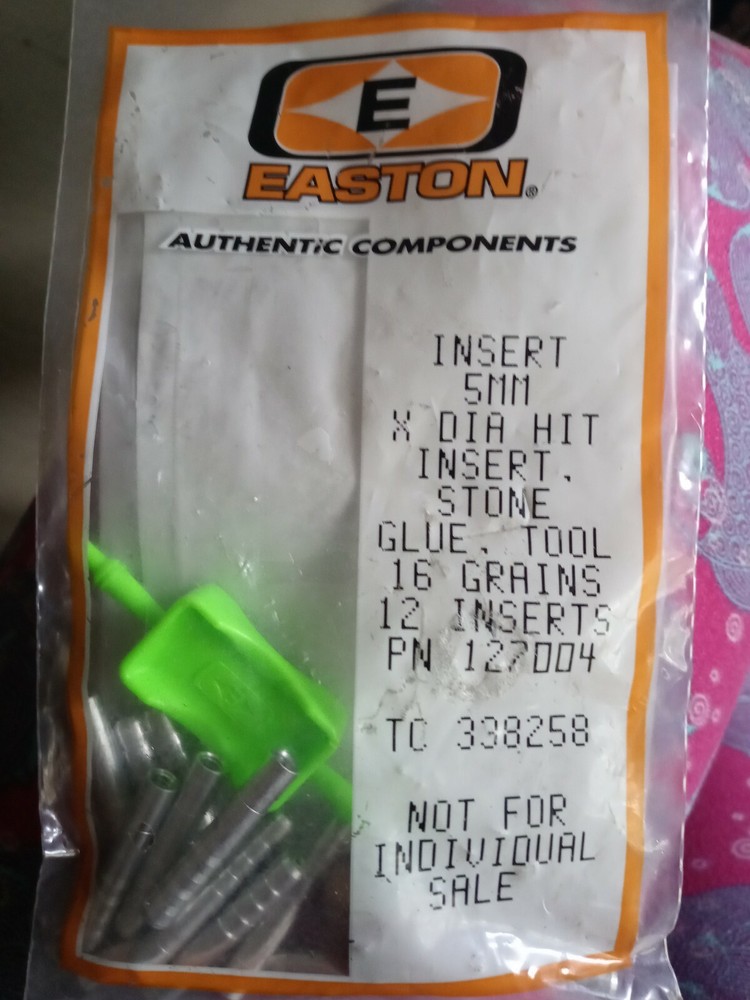 E
EASTON®
AUTHENTIC COMPONENTS
INSERT
5MM
X DIA HIT
INSERT,
STONE
GLUE, TOOL
16 GRAINS
12 INSERTS
PN 127004
TC 338258
NOT FOR
INDIVIDUAL
SALE